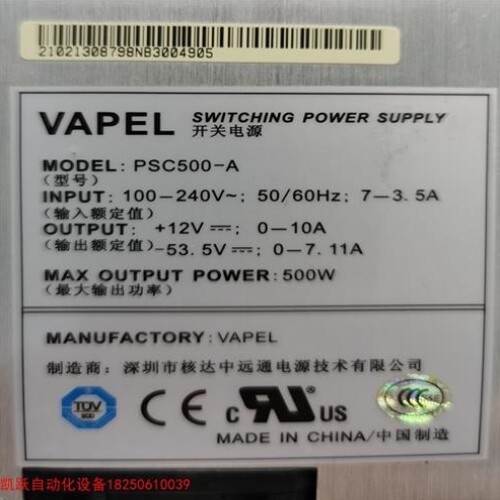 21021308798NB3004905
VAPEL SWITCHING POWER SUPPLY
开关电源
MODEL: PSC500-A
(型号)
INPUT: 100-240V~; 50/60Hz; 7-3.5A
(输入额定值)
OUTPUT: +12V⎓; 0-10A
(输出额定值) -53.5V⎓; 0-7.11A
MAX OUTPUT POWER: 500W
(最大输出功率)
MANUFACTORY: VAPEL
制造商: 深圳市核达中远通电源技术有限公司
TÜV CE c RU US CCC
MADE IN CHINA/中国制造
凯跃自动化设备18250610039